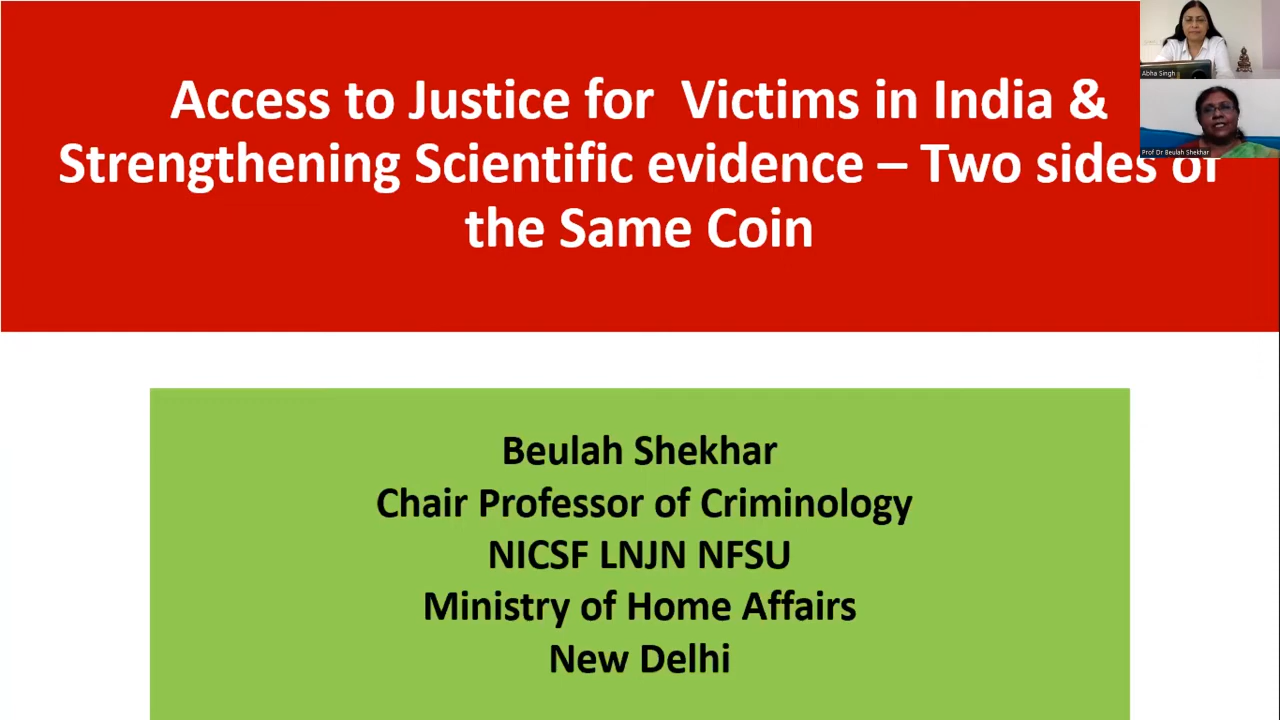 Access to Justice for Victims in India &
Strengthening Scientific evidence – Two sides of
the Same Coin
Abha Singh
Prof Dr Beulah Shekhar
Beulah Shekhar
Chair Professor of Criminology
NICSF LNJN NFSU
Ministry of Home Affairs
New Delhi